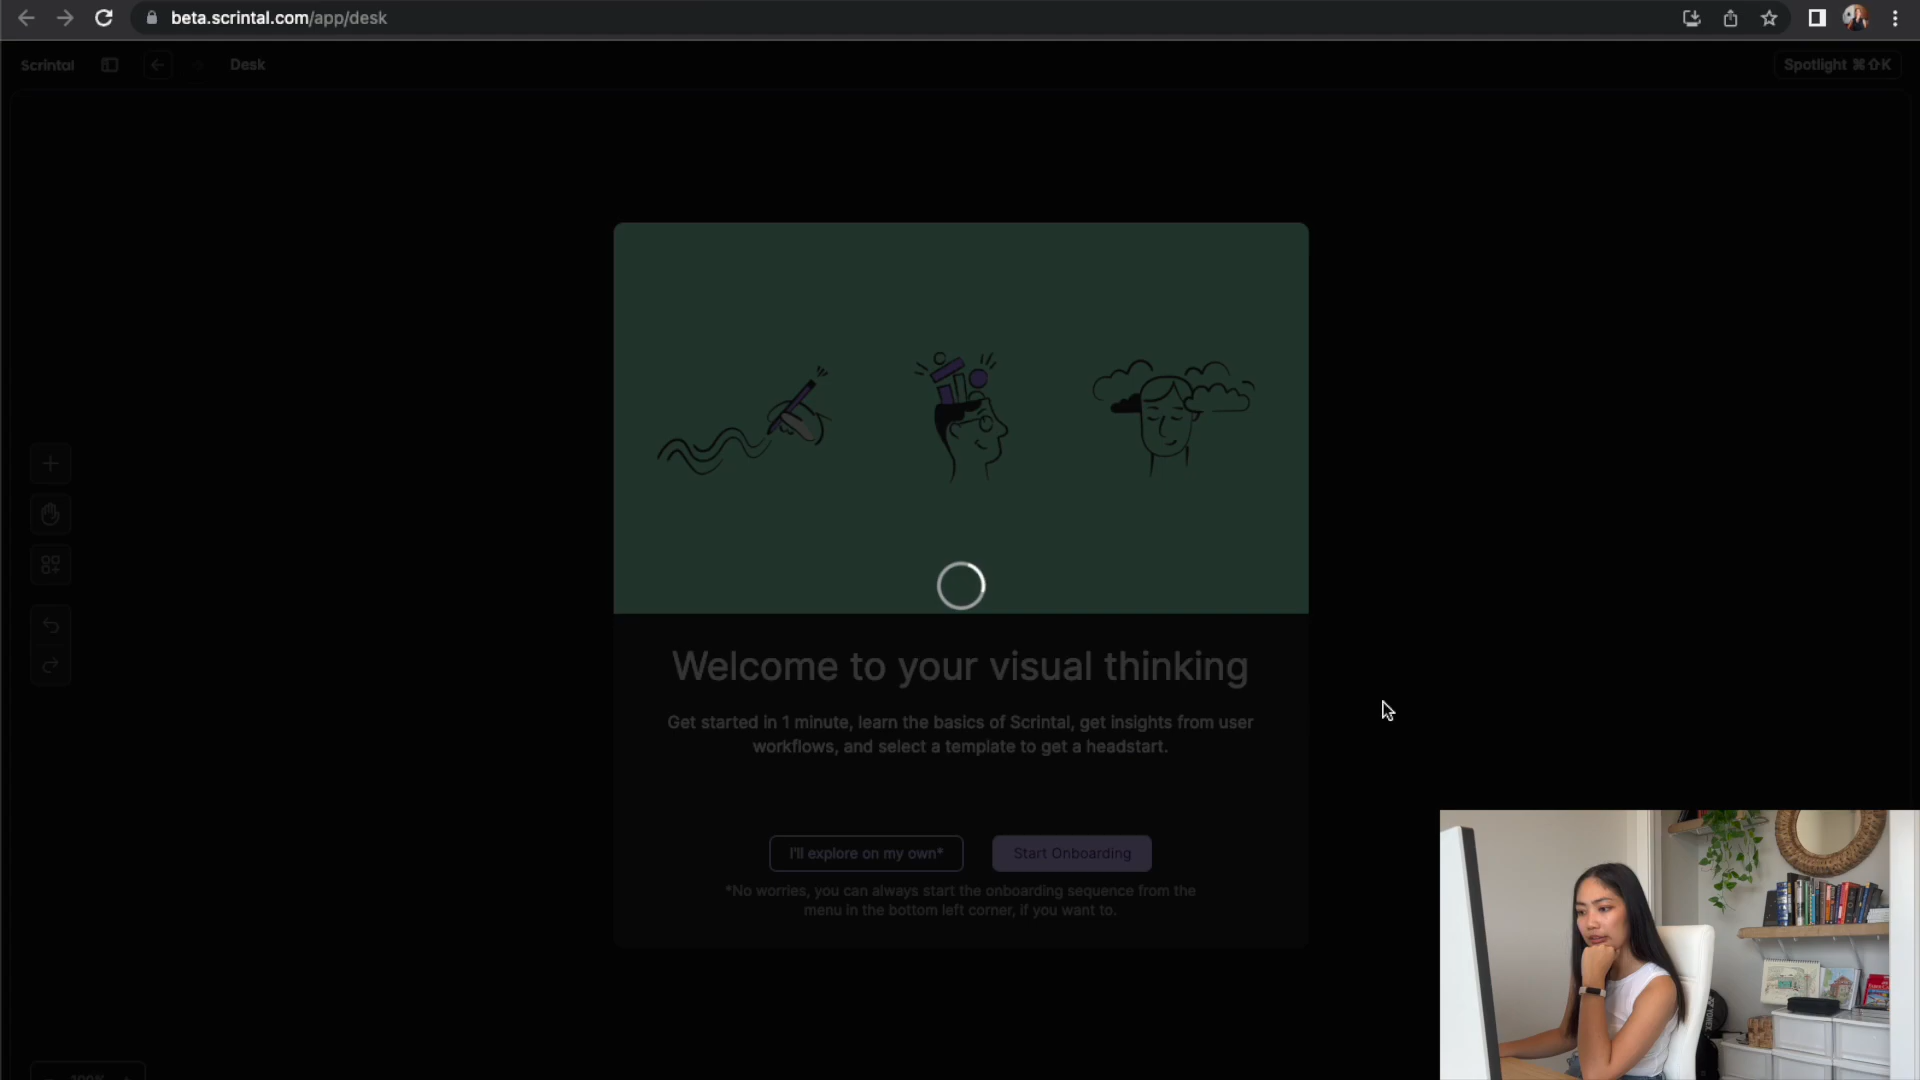 beta.scrintal.com/app/desk
Scrintal
Desk
Spotlight ⌘⇧K
Welcome to your visual thinking
Get started in 1 minute, learn the basics of Scrintal, get insights from user
workflows, and select a template to get a headstart.
I'll explore on my own*
Start Onboarding
*No worries, you can always start the onboarding sequence from the
menu in the bottom left corner, if you want to.